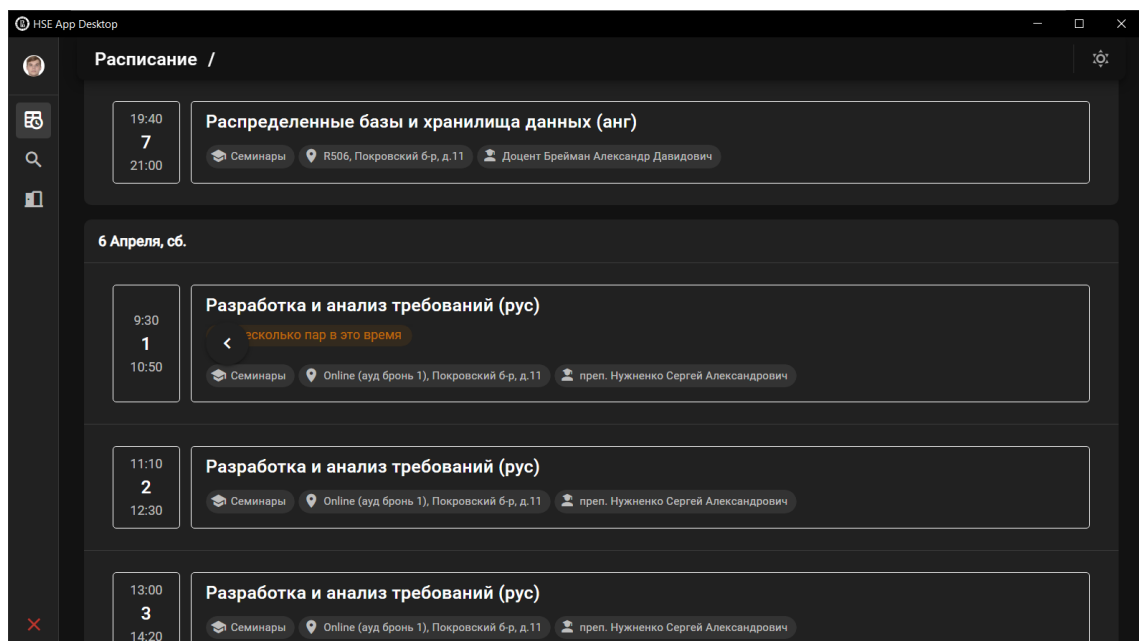 HSE App Desktop
Расписание /
19:40
7
21:00
Распределенные базы и хранилища данных (анг)
Семинары R506, Покровский б-р, д.11 Доцент Брейман Александр Давидович
6 Апреля, сб.
9:30
1
10:50
Разработка и анализ требований (рус)
пар в это время
Семинары Online (ауд бронь 1), Покровский б-р, д.11 преп. Нужненко Сергей Александрович
11:10
2
12:30
Разработка и анализ требований (рус)
Семинары Online (ауд бронь 1), Покровский б-р, д.11 преп. Нужненко Сергей Александрович
13:00
3
14:20
Разработка и анализ требований (рус)
Семинары Online (ауд бронь 1), Покровский б-р, д.11 преп. Нужненко Сергей Александрович